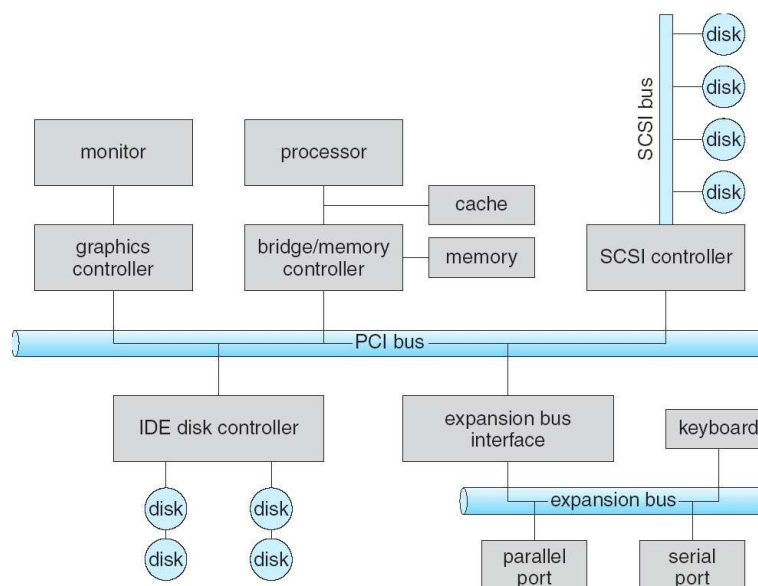 disk
disk
SCSI bus
disk
disk
monitor
processor
cache
graphics
controller
bridge/memory
controller
memory
SCSI controller
PCI bus
IDE disk controller
expansion bus
interface
keyboard
disk
disk
expansion bus
disk
disk
parallel
port
serial
port